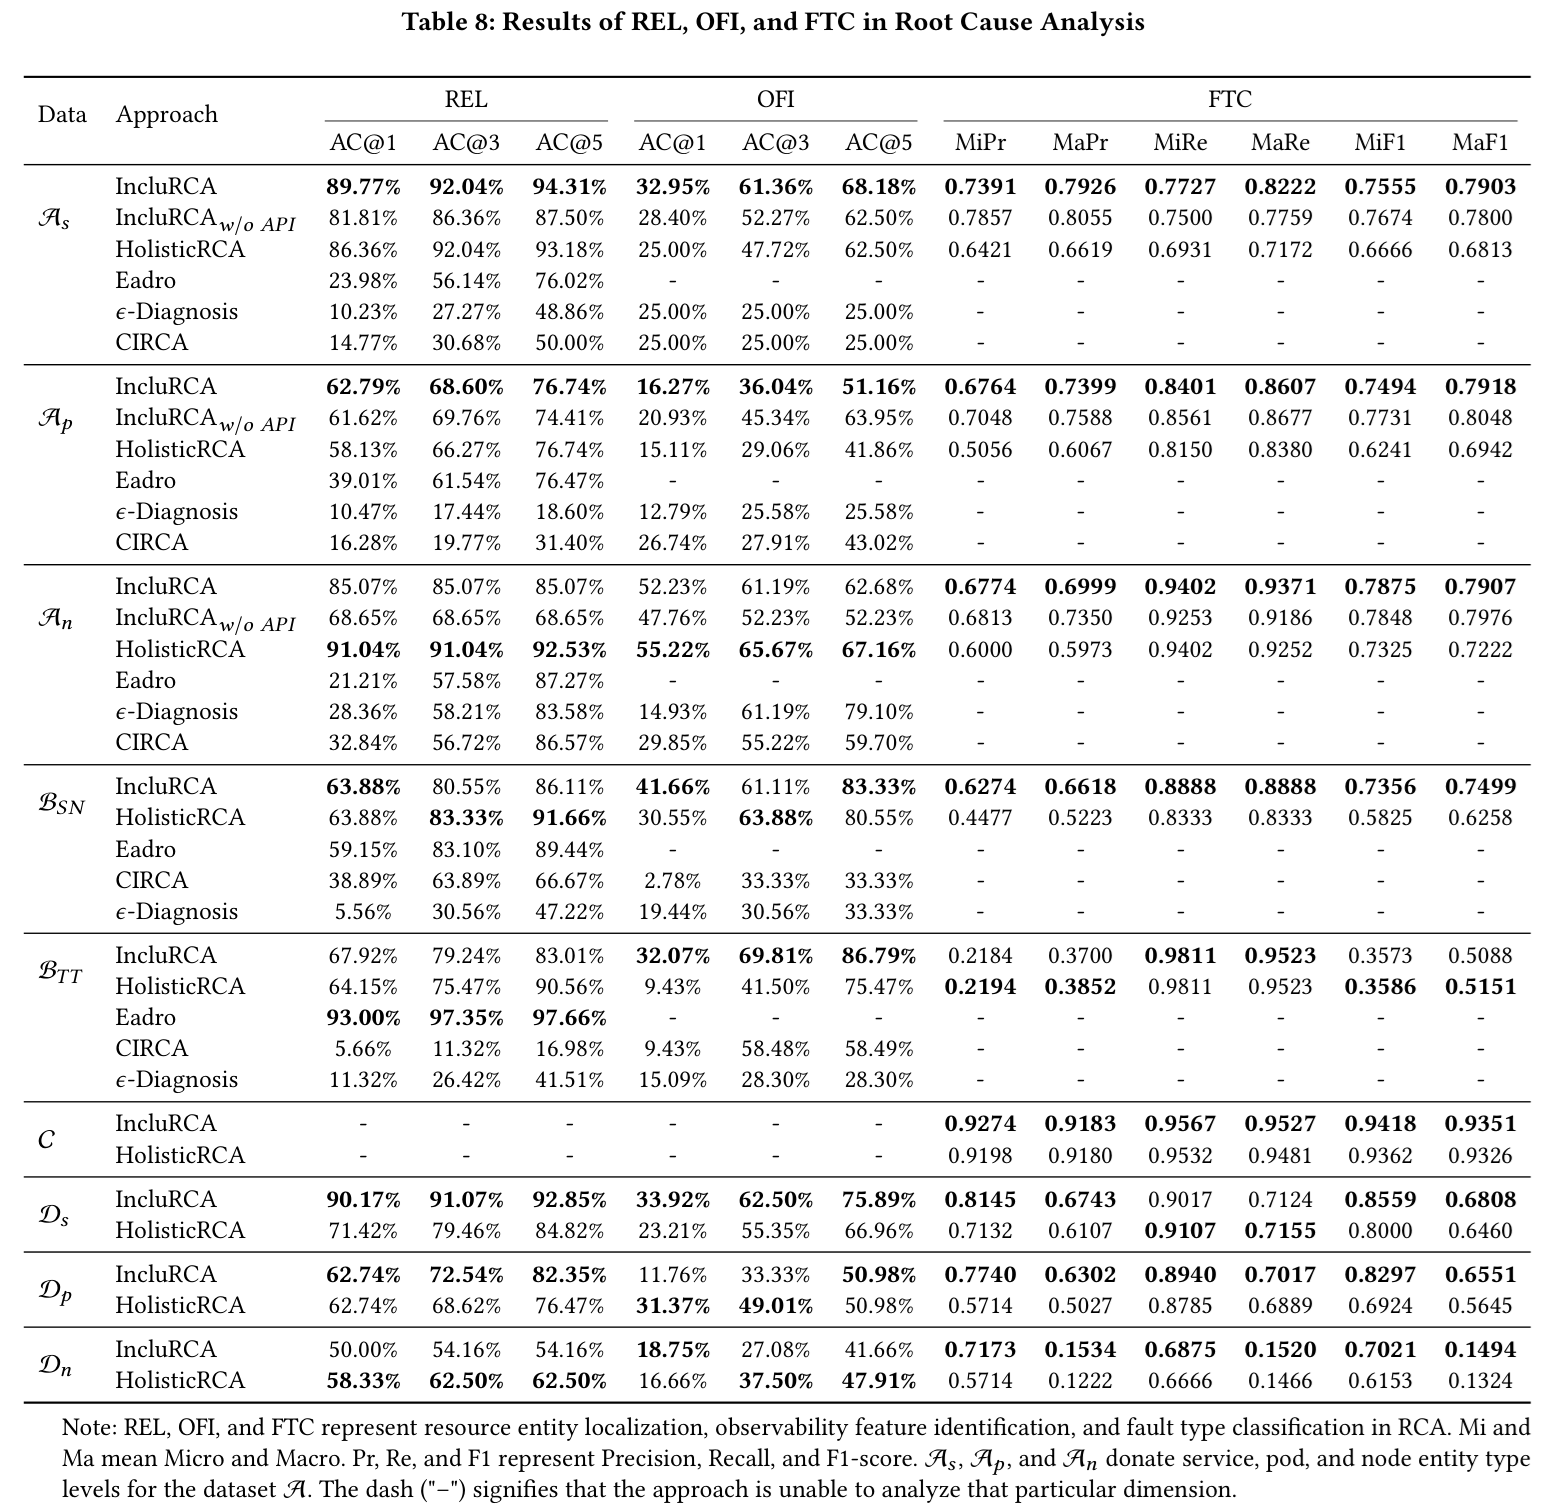 Table 8: Results of REL, OFI, and FTC in Root Cause Analysis
Data Approach REL OFI FTC
AC@1 AC@3 AC@5 AC@1 AC@3 AC@5 MiPr MaPr MiRe MaRe MiF1 MaF1
𝒜s IncluRCA 89.77% 92.04% 94.31% 32.95% 61.36% 68.18% 0.7391 0.7926 0.7727 0.8222 0.7555 0.7903
IncluRCA w/o API 81.81% 86.36% 87.50% 28.40% 52.27% 62.50% 0.7857 0.8055 0.7500 0.7759 0.7674 0.7800
HolisticRCA 86.36% 92.04% 93.18% 25.00% 47.72% 62.50% 0.6421 0.6619 0.6931 0.7172 0.6666 0.6813
Eadro 23.98% 56.14% 76.02% - - - - - - - - -
ϵ-Diagnosis 10.23% 27.27% 48.86% 25.00% 25.00% 25.00% - - - - - -
CIRCA 14.77% 30.68% 50.00% 25.00% 25.00% 25.00% - - - - - -
𝒜p IncluRCA 62.79% 68.60% 76.74% 16.27% 36.04% 51.16% 0.6764 0.7399 0.8401 0.8607 0.7494 0.7918
IncluRCA w/o API 61.62% 69.76% 74.41% 20.93% 45.34% 63.95% 0.7048 0.7588 0.8561 0.8677 0.7731 0.8048
HolisticRCA 58.13% 66.27% 76.74% 15.11% 29.06% 41.86% 0.5056 0.6067 0.8150 0.8380 0.6241 0.6942
Eadro 39.01% 61.54% 76.47% - - - - - - - - -
ϵ-Diagnosis 10.47% 17.44% 18.60% 12.79% 25.58% 25.58% - - - - - -
CIRCA 16.28% 19.77% 31.40% 26.74% 27.91% 43.02% - - - - - -
𝒜n IncluRCA 85.07% 85.07% 85.07% 52.23% 61.19% 62.68% 0.6774 0.6999 0.9402 0.9371 0.7875 0.7907
IncluRCA w/o API 68.65% 68.65% 68.65% 47.76% 52.23% 52.23% 0.6813 0.7350 0.9253 0.9186 0.7848 0.7976
HolisticRCA 91.04% 91.04% 92.53% 55.22% 65.67% 67.16% 0.6000 0.5973 0.9402 0.9252 0.7325 0.7222
Eadro 21.21% 57.58% 87.27% - - - - - - - - -
ϵ-Diagnosis 28.36% 58.21% 83.58% 14.93% 61.19% 79.10% - - - - - -
CIRCA 32.84% 56.72% 86.57% 29.85% 55.22% 59.70% - - - - - -
ℬSN IncluRCA 63.88% 80.55% 86.11% 41.66% 61.11% 83.33% 0.6274 0.6618 0.8888 0.8888 0.7356 0.7499
HolisticRCA 63.88% 83.33% 91.66% 30.55% 63.88% 80.55% 0.4477 0.5223 0.8333 0.8333 0.5825 0.6258
Eadro 59.15% 83.10% 89.44% - - - - - - - - -
CIRCA 38.89% 63.89% 66.67% 2.78% 33.33% 33.33% - - - - - -
ϵ-Diagnosis 5.56% 30.56% 47.22% 19.44% 30.56% 33.33% - - - - - -
ℬTT IncluRCA 67.92% 79.24% 83.01% 32.07% 69.81% 86.79% 0.2184 0.3700 0.9811 0.9523 0.3573 0.5088
HolisticRCA 64.15% 75.47% 90.56% 9.43% 41.50% 75.47% 0.2194 0.3852 0.9811 0.9523 0.3586 0.5151
Eadro 93.00% 97.35% 97.66% - - - - - - - - -
CIRCA 5.66% 11.32% 16.98% 9.43% 58.48% 58.49% - - - - - -
ϵ-Diagnosis 11.32% 26.42% 41.51% 15.09% 28.30% 28.30% - - - - - -
𝒞 IncluRCA - - - - - - 0.9274 0.9183 0.9567 0.9527 0.9418 0.9351
HolisticRCA - - - - - - 0.9198 0.9180 0.9532 0.9481 0.9362 0.9326
𝒟s IncluRCA 90.17% 91.07% 92.85% 33.92% 62.50% 75.89% 0.8145 0.6743 0.9017 0.7124 0.8559 0.6808
HolisticRCA 71.42% 79.46% 84.82% 23.21% 55.35% 66.96% 0.7132 0.6107 0.9107 0.7155 0.8000 0.6460
𝒟p IncluRCA 62.74% 72.54% 82.35% 11.76% 33.33% 50.98% 0.7740 0.6302 0.8940 0.7017 0.8297 0.6551
HolisticRCA 62.74% 68.62% 76.47% 31.37% 49.01% 50.98% 0.5714 0.5027 0.8785 0.6889 0.6924 0.5645
𝒟n IncluRCA 50.00% 54.16% 54.16% 18.75% 27.08% 41.66% 0.7173 0.1534 0.6875 0.1520 0.7021 0.1494
HolisticRCA 58.33% 62.50% 62.50% 16.66% 37.50% 47.91% 0.5714 0.1222 0.6666 0.1466 0.6153 0.1324
Note: REL, OFI, and FTC represent resource entity localization, observability feature identification, and fault type classification in RCA. Mi and
Ma mean Micro and Macro. Pr, Re, and F1 represent Precision, Recall, and F1-score. 𝒜s, 𝒜p, and 𝒜n donate service, pod, and node entity type
levels for the dataset 𝒜. The dash ("−") signifies that the approach is unable to analyze that particular dimension.